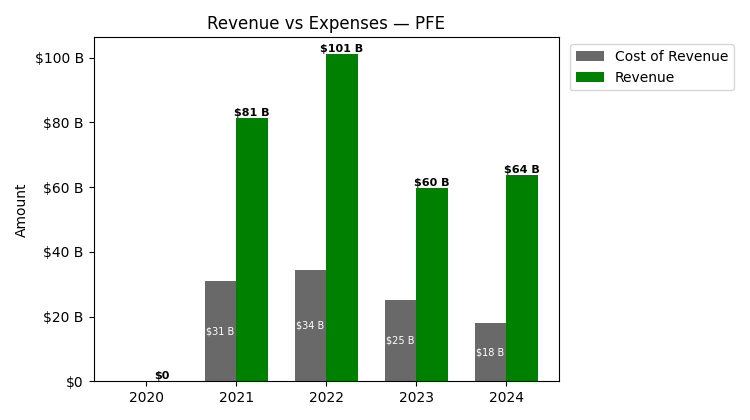 Revenue vs Expenses — PFE
Cost of Revenue
Revenue
Amount
$100 B
$80 B
$60 B
$40 B
$20 B
$0
$0
$31 B
$81 B
$34 B
$101 B
$25 B
$60 B
$18 B
$64 B
2020
2021
2022
2023
2024